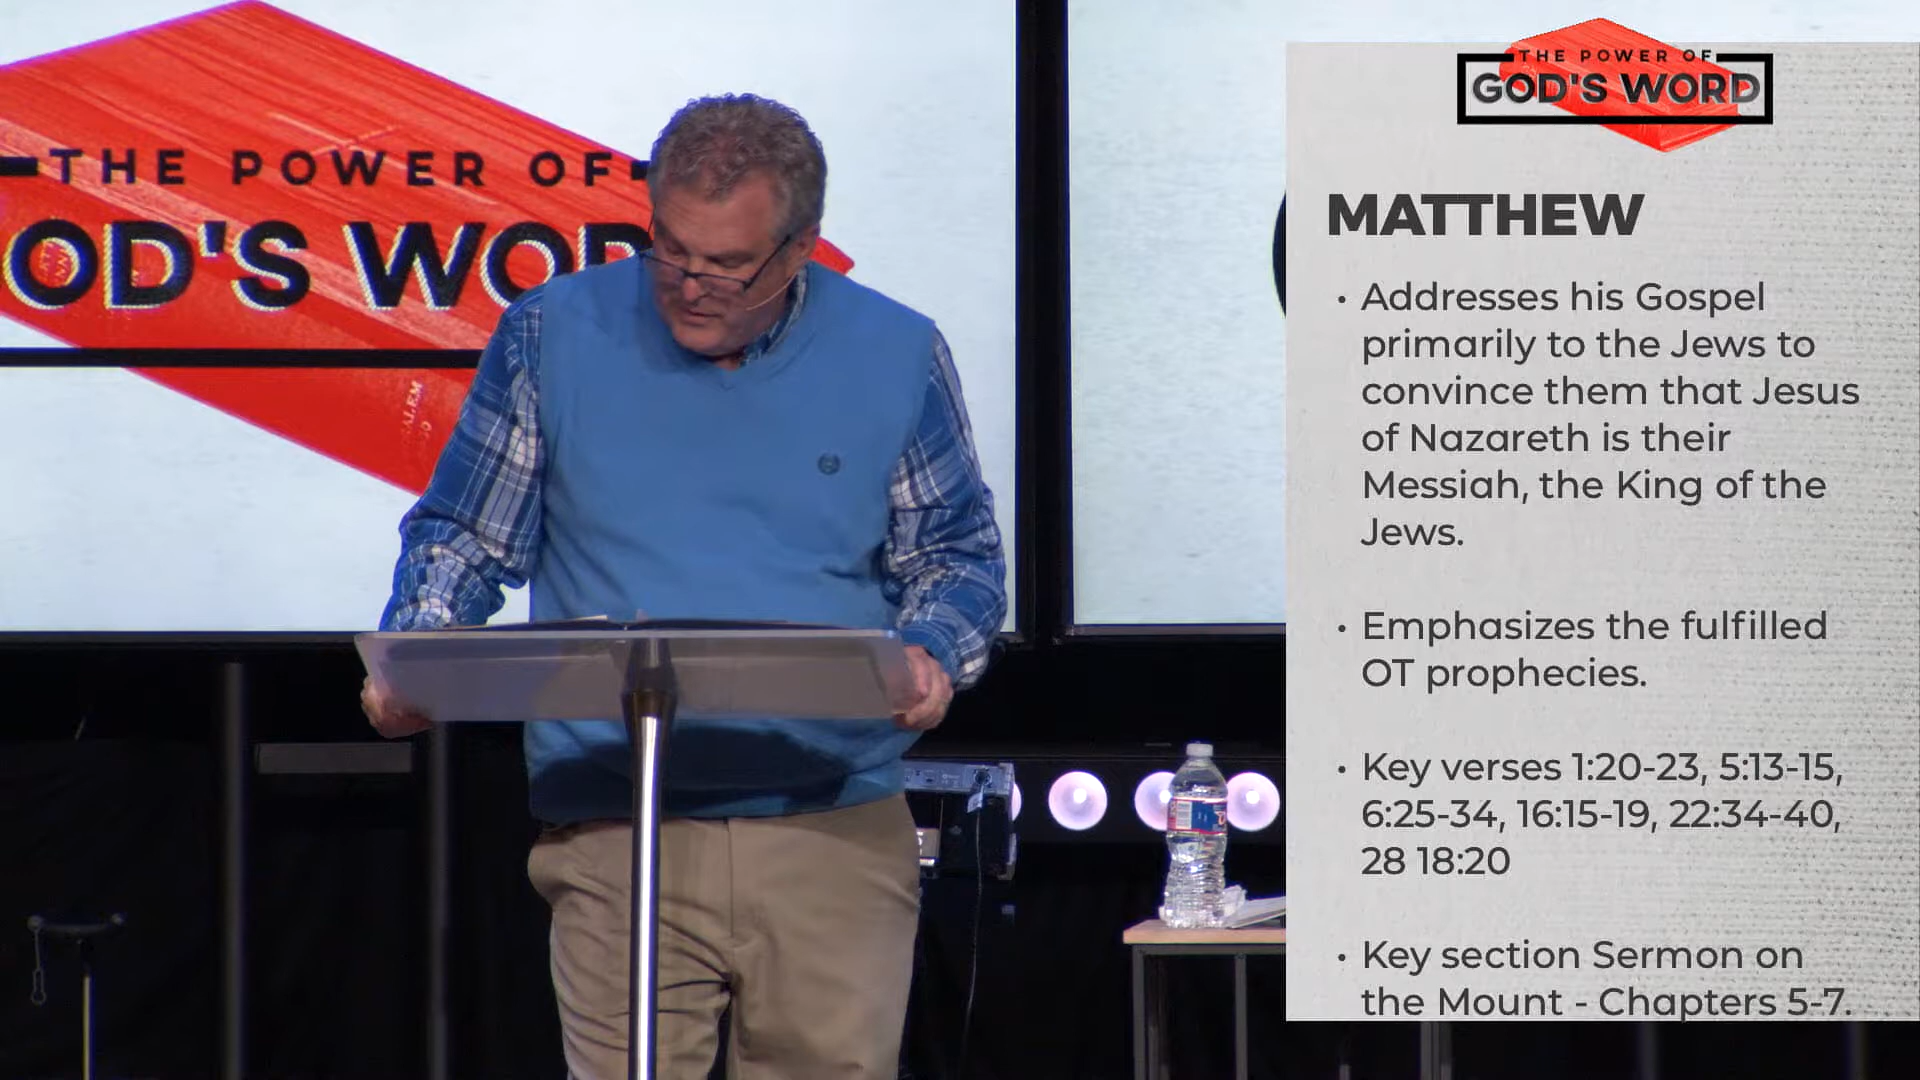 THE POWER OF
OD'S WOR
THE POWER OF
GOD'S WORD
MATTHEW
• Addresses his Gospel
primarily to the Jews to
convince them that Jesus
of Nazareth is their
Messiah, the King of the
Jews.
• Emphasizes the fulfilled
OT prophecies.
• Key verses 1:20-23, 5:13-15,
6:25-34, 16:15-19, 22:34-40,
28 18:20
• Key section Sermon on
the Mount - Chapters 5-7.